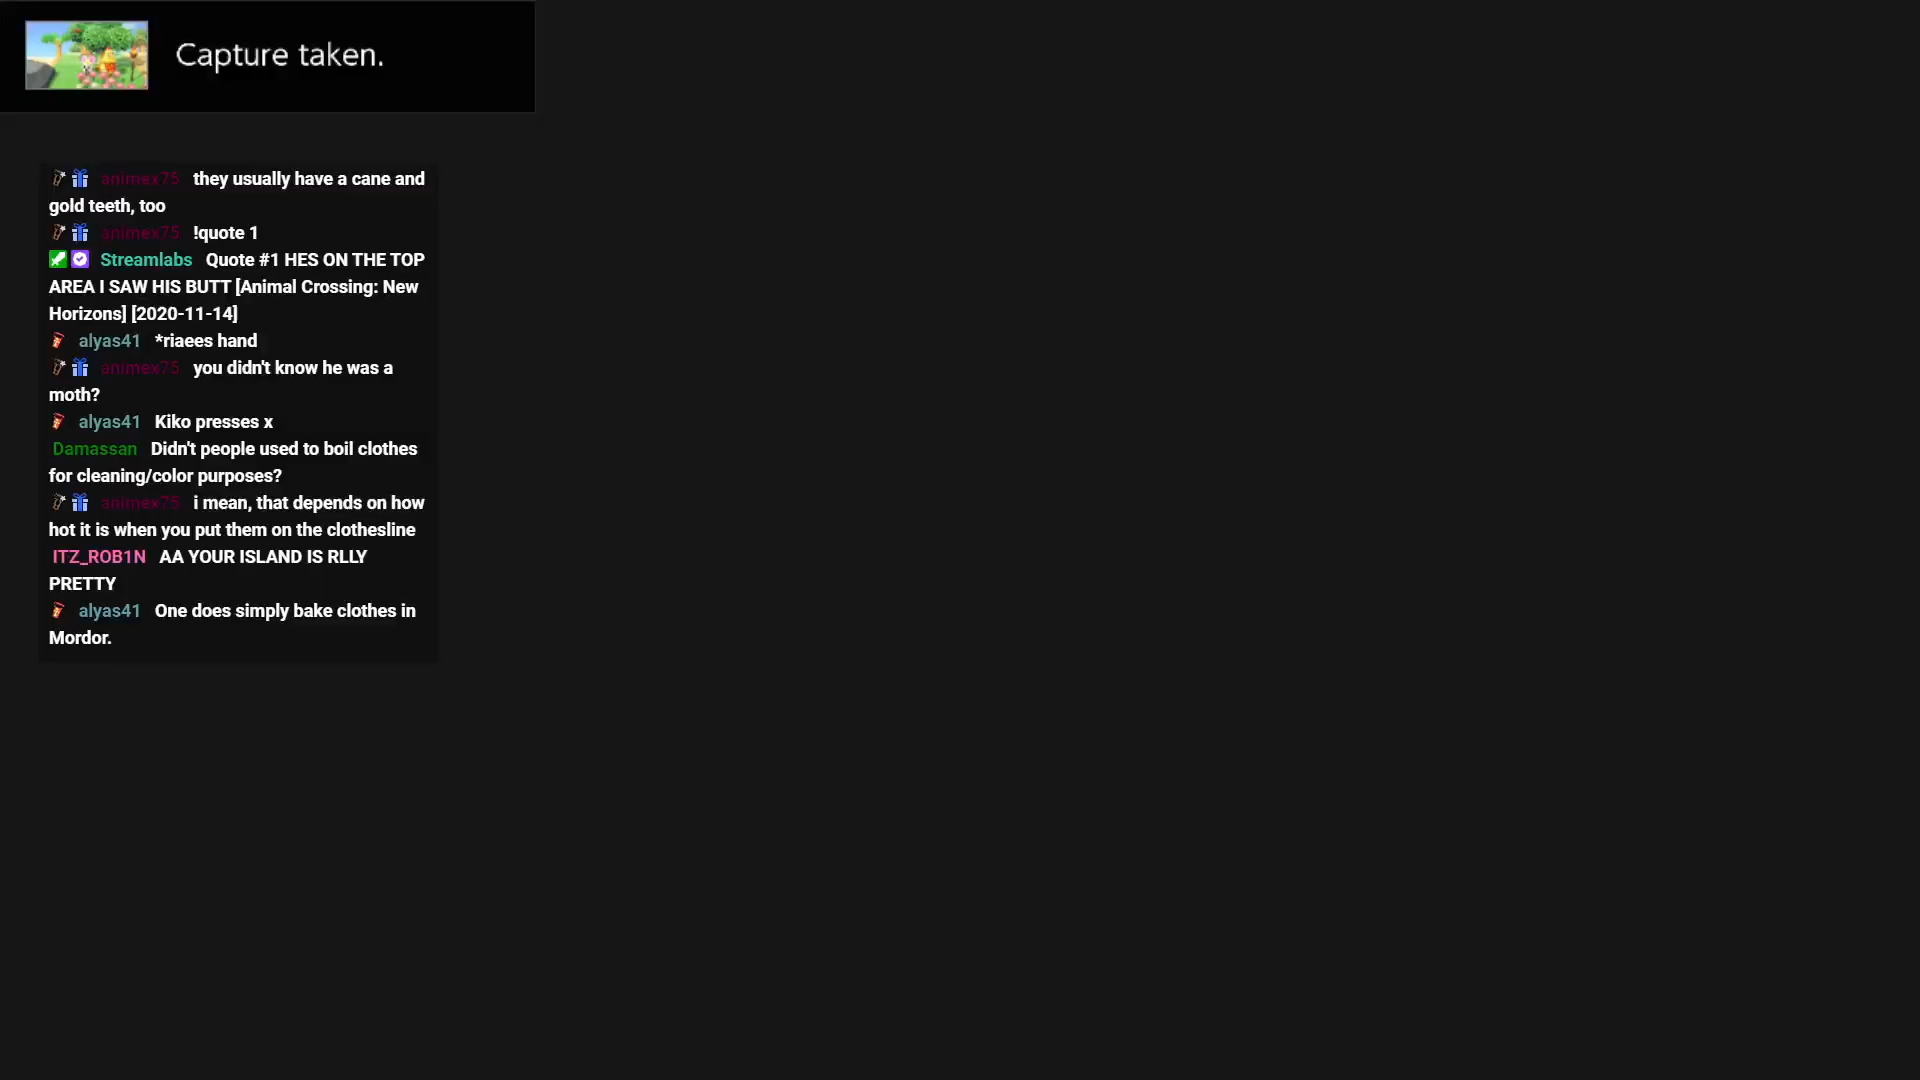 Capture taken.
animex75 they usually have a cane and
gold teeth, too
animex75 !quote 1
Streamlabs Quote #1 HES ON THE TOP
AREA I SAW HIS BUTT [Animal Crossing: New
Horizons] [2020-11-14]
alyas41 *riaees hand
animex75 you didn't know he was a
moth?
alyas41 Kiko presses x
Damassan Didn't people used to boil clothes
for cleaning/color purposes?
animex75 i mean, that depends on how
hot it is when you put them on the clothesline
ITZ_ROB1N AA YOUR ISLAND IS RLLY
PRETTY
alyas41 One does simply bake clothes in
Mordor.